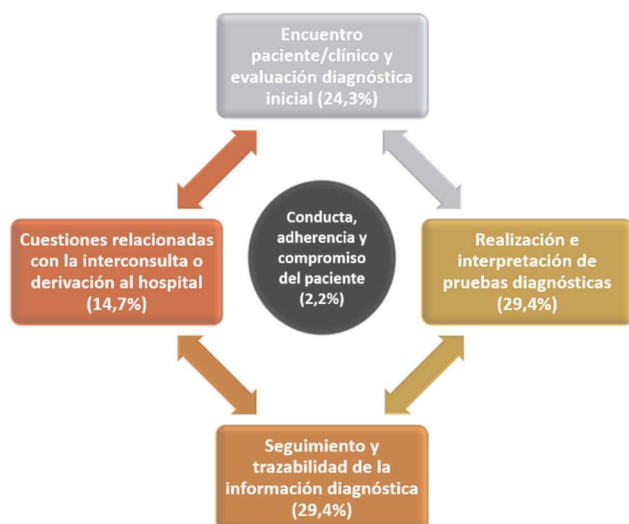 Encuentro
paciente/clínico y
evaluación diagnóstica
inicial (24,3%)
Conducta,
adherencia y
compromiso
del paciente
(2,2%)
Cuestiones relacionadas
con la interconsulta o
derivación al hospital
(14,7%)
Realización e
interpretación de
pruebas diagnósticas
(29,4%)
Seguimiento y
trazabilidad de la
información diagnóstica
(29,4%)